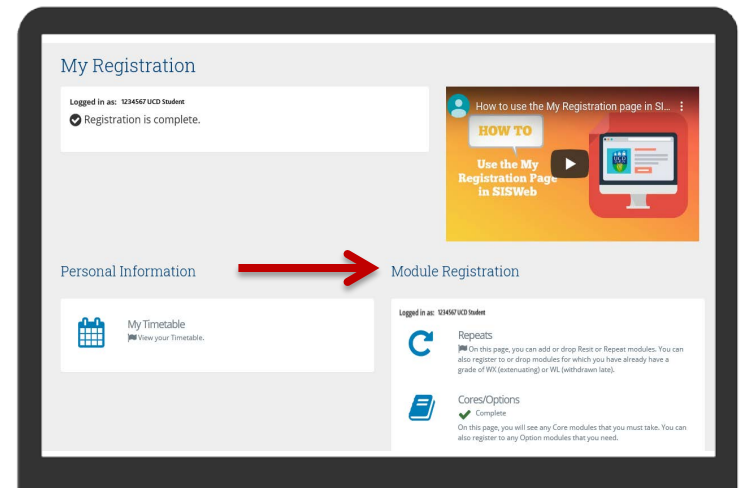 My Registration
Logged in as: 1234567 UCD Student
Registration is complete.
How to use the My Registration page in SI...
HOW TO
Use the My
Registration Page
in SISWeb
UCD
Personal Information
My Timetable
View your Timetable.
Module Registration
Logged in as: 1234567 UCD Student
Repeats
On this page, you can add or drop Resit or Repeat modules. You can
also register to or drop modules for which you have already have a
grade of WX (extenuating) or WL (withdrawn late).
Cores/Options
Complete
On this page, you will see any Core modules that you must take. You can
also register to any Option modules that you need.